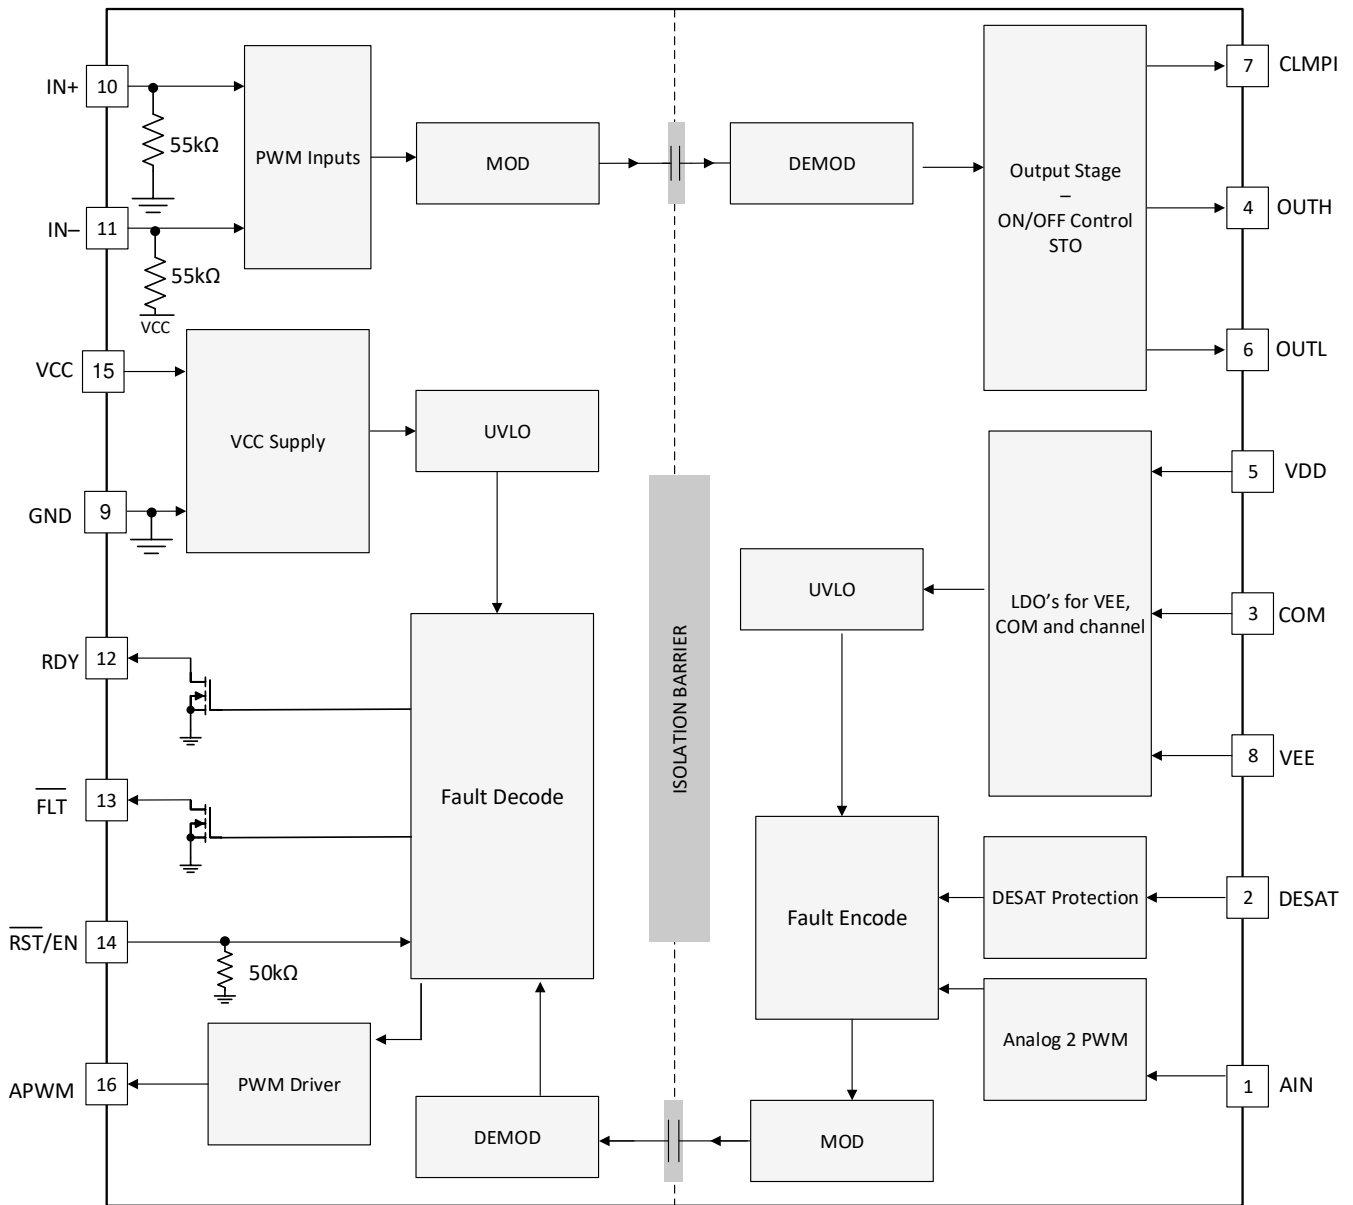 IN+
10
55kΩ
IN–
11
55kΩ
VCC
PWM Inputs
MOD
DEMOD
Output Stage
–
ON/OFF Control
STO
7
CLMPI
4
OUTH
6
OUTL
VCC
15
GND
9
VCC Supply
UVLO
ISOLATION BARRIER
UVLO
LDO’s for VEE,
COM and channel
5
VDD
3
COM
8
VEE
RDY
12
FLT
13
RST/EN
14
50kΩ
APWM
16
Fault Decode
PWM Driver
DEMOD
Fault Encode
DESAT Protection
2
DESAT
Analog 2 PWM
1
AIN
MOD